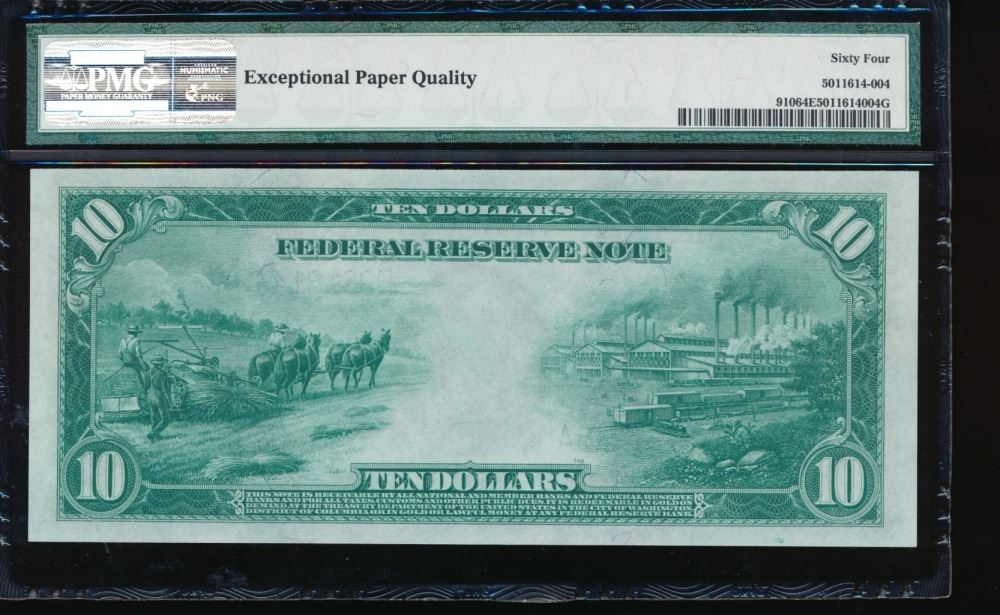 PMG
PAPER MONEY GUARANTY
NUMISMATIC
& PNG
Exceptional Paper Quality
Sixty Four
5011614-004
91064E5011614004G
10
TEN DOLLARS
10
FEDERAL RESERVE NOTE
10
TEN DOLLARS
10
THIS NOTE IS RECEIVABLE BY ALL NATIONAL AND MEMBER BANKS AND FEDERAL RESERVE
BANKS AND FOR ALL TAXES, CUSTOMS AND OTHER PUBLIC DUES. IT IS REDEEMABLE IN GOLD ON
DEMAND AT THE TREASURY DEPARTMENT OF THE UNITED STATES IN THE CITY OF WASHINGTON,
DISTRICT OF COLUMBIA OR IN GOLD OR LAWFUL MONEY AT ANY FEDERAL RESERVE BANK.